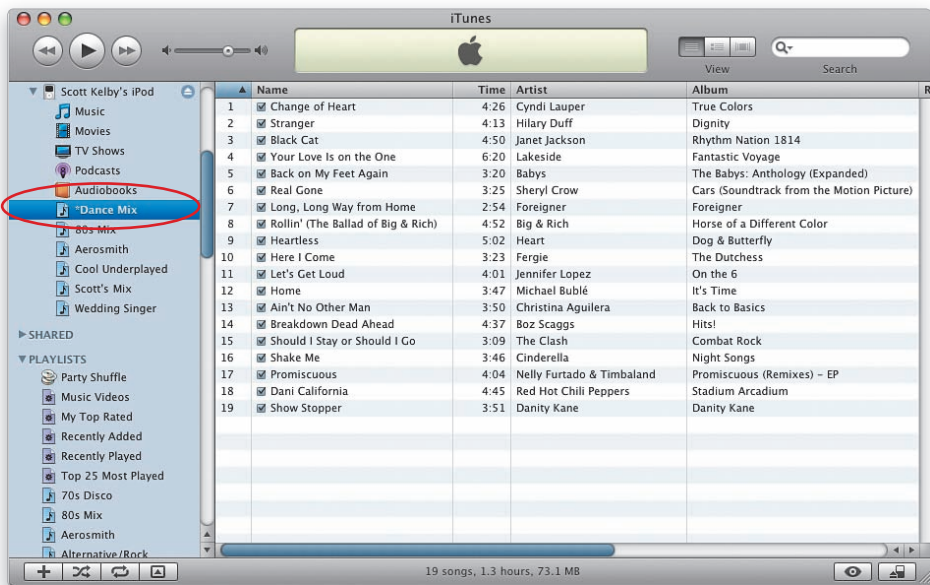 iTunes
View
Search
Scott Kelby's iPod
Music
Movies
TV Shows
Podcasts
Audiobooks
*Dance Mix
80s Mix
Aerosmith
Cool Underplayed
Scott's Mix
Wedding Singer
SHARED
PLAYLISTS
Party Shuffle
Music Videos
My Top Rated
Recently Added
Recently Played
Top 25 Most Played
70s Disco
80s Mix
Aerosmith
Alternative/Rock
Name Time Artist Album R
1 Change of Heart 4:26 Cyndi Lauper True Colors
2 Stranger 4:13 Hilary Duff Dignity
3 Black Cat 4:50 Janet Jackson Rhythm Nation 1814
4 Your Love Is on the One 6:20 Lakeside Fantastic Voyage
5 Back on My Feet Again 3:20 Babys The Babys: Anthology (Expanded)
6 Real Gone 3:25 Sheryl Crow Cars (Soundtrack from the Motion Picture)
7 Long, Long Way from Home 2:54 Foreigner Foreigner
8 Rollin' (The Ballad of Big & Rich) 4:52 Big & Rich Horse of a Different Color
9 Heartless 5:02 Heart Dog & Butterfly
10 Here I Come 3:23 Fergie The Dutchess
11 Let's Get Loud 4:01 Jennifer Lopez On the 6
12 Home 3:47 Michael Bublé It's Time
13 Ain't No Other Man 3:50 Christina Aguilera Back to Basics
14 Breakdown Dead Ahead 4:37 Boz Scaggs Hits!
15 Should I Stay or Should I Go 3:09 The Clash Combat Rock
16 Shake Me 3:46 Cinderella Night Songs
17 Promiscuous 4:04 Nelly Furtado & Timbaland Promiscuous (Remixes) – EP
18 Dani California 4:45 Red Hot Chili Peppers Stadium Arcadium
19 Show Stopper 3:51 Danity Kane Danity Kane
19 songs, 1.3 hours, 73.1 MB